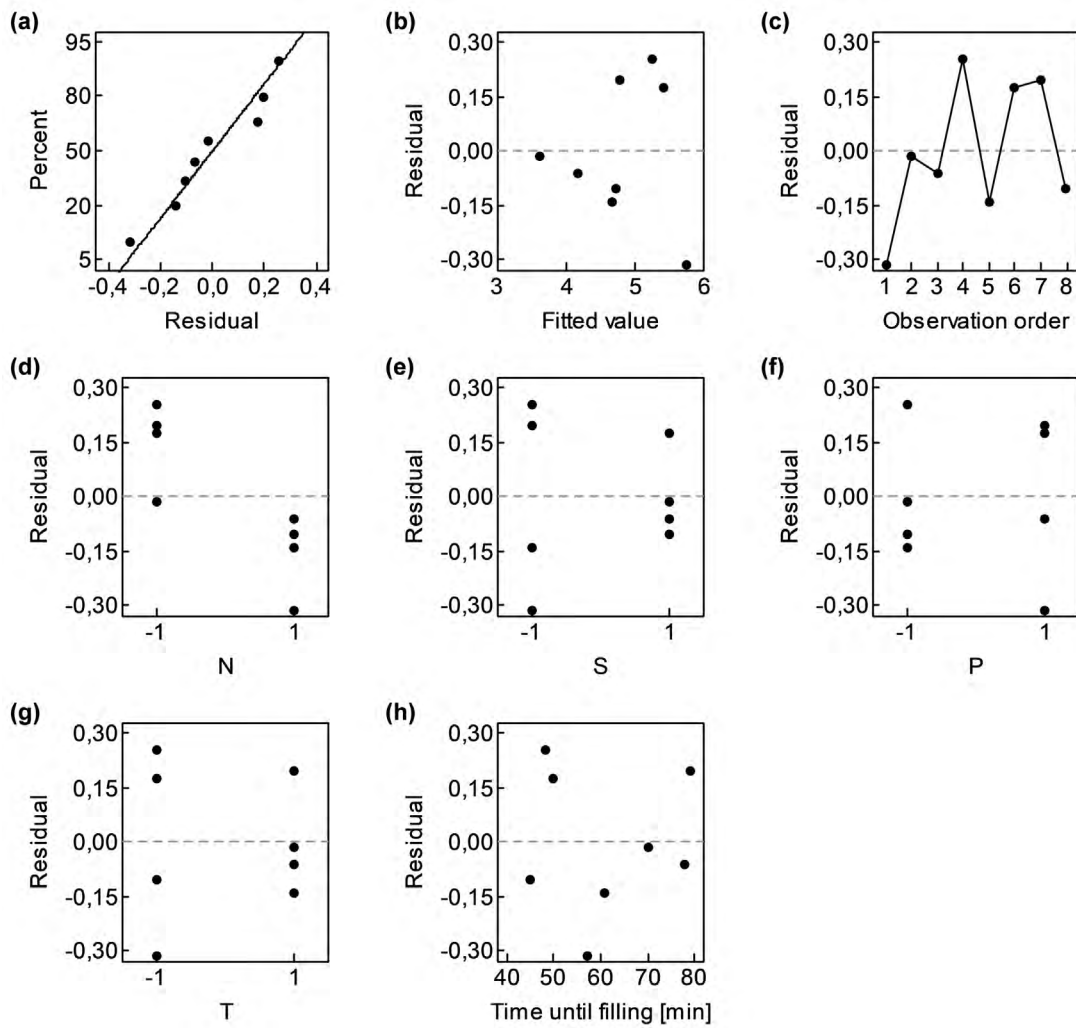 (a)
95
80
50
20
5
Percent
-0,4 0,0 0,2 0,4
Residual
(b)
0,30
0,15
0,00
-0,15
-0,30
Residual
3 4 5 6
Fitted value
(c)
0,30
0,15
0,00
-0,15
-0,30
Residual
1 2 3 4 5 6 7 8
Observation order
(d)
0,30
0,15
0,00
-0,15
-0,30
Residual
-1 1
N
(e)
0,30
0,15
0,00
-0,15
-0,30
Residual
-1 1
S
(f)
0,30
0,15
0,00
-0,15
-0,30
Residual
-1 1
P
(g)
0,30
0,15
0,00
-0,15
-0,30
Residual
-1 1
T
(h)
0,30
0,15
0,00
-0,15
-0,30
Residual
40 50 60 70 80
Time until filling [min]